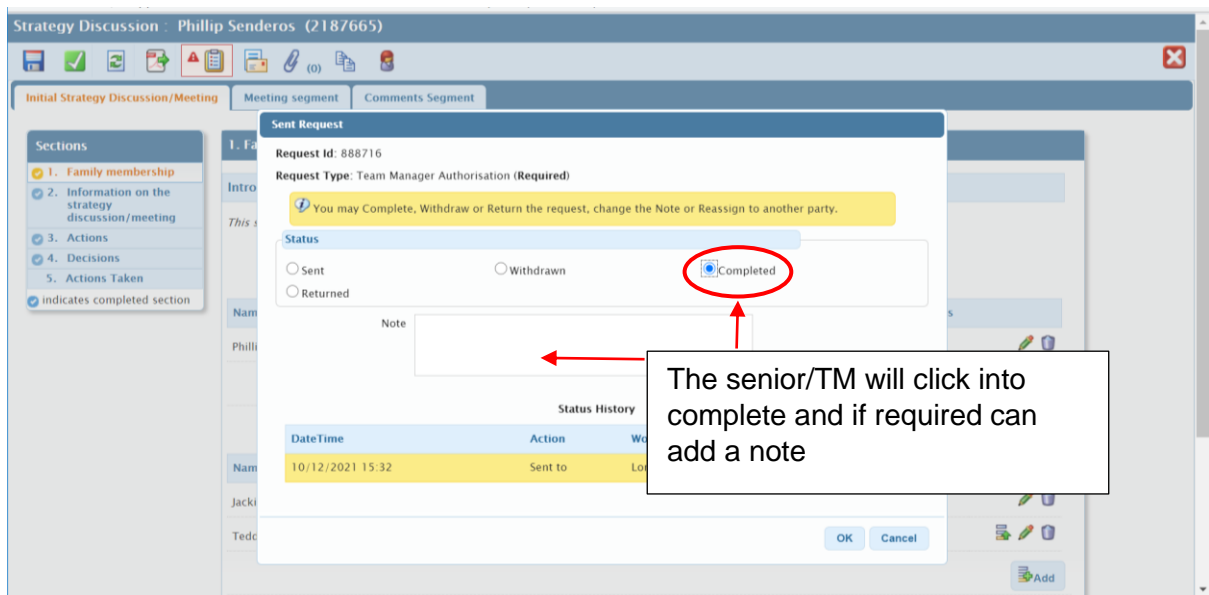 Strategy Discussion : Phillip Senderos (2187665)
(0)
Initial Strategy Discussion/Meeting Meeting segment Comments Segment
Sections
1. Family membership
2. Information on the
strategy
discussion/meeting
3. Actions
4. Decisions
5. Actions Taken
indicates completed section
1. Fa
Intro
This s
Nam
Philli
Nam
Jacki
Tedd
s
Add
Sent Request
Request Id: 888716
Request Type: Team Manager Authorisation (Required)
You may Complete, Withdraw or Return the request, change the Note or Reassign to another party.
Status
Sent Withdrawn Completed
Returned
Note
Status History
DateTime Action Wo
10/12/2021 15:32 Sent to Lor
OK Cancel
The senior/TM will click into
complete and if required can
add a note